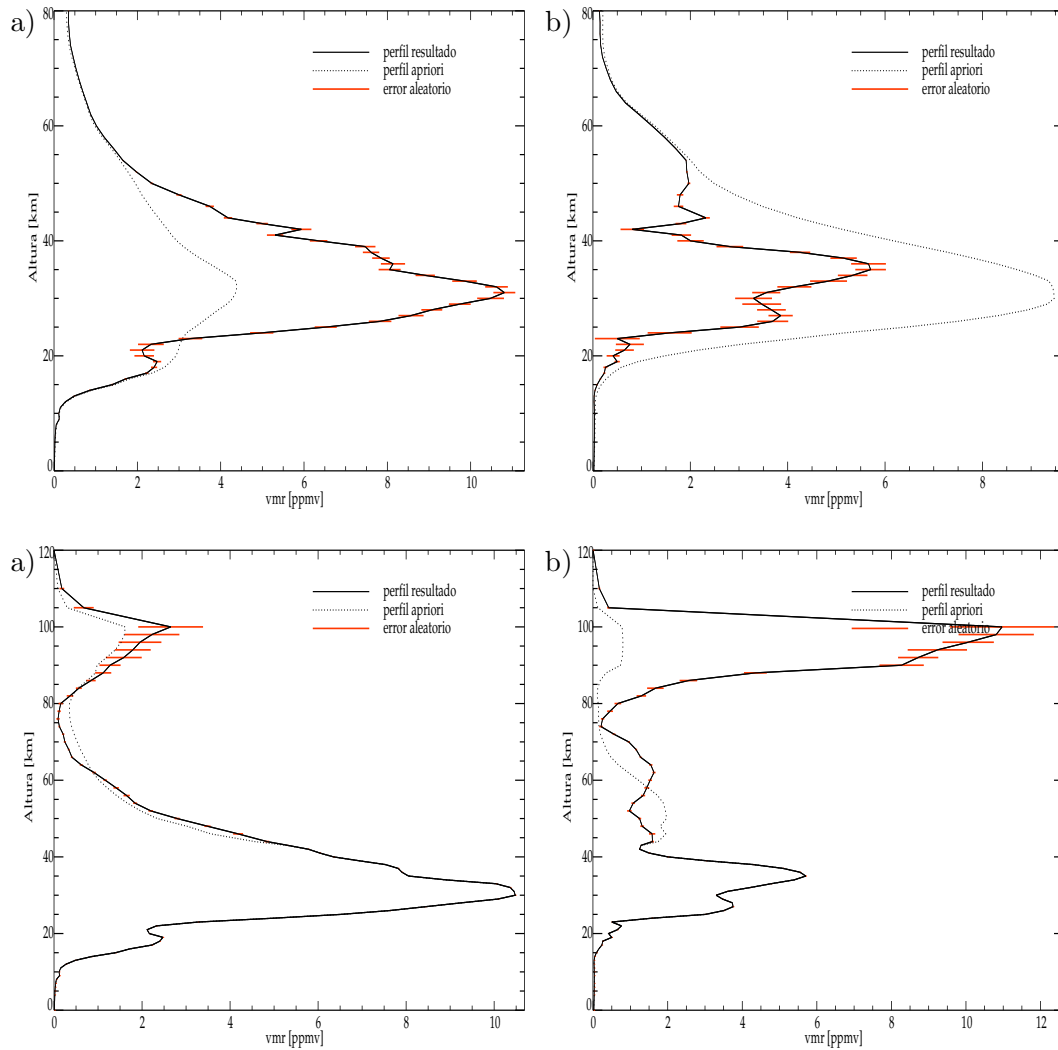 a)
80
60
40
20
0
Altura [km]
perfil resultado
perfil apriori
error aleatorio
0 2 4 6 8 10
vmr [ppmv]
b)
80
60
40
20
0
Altura [km]
perfil resultado
perfil apriori
error aleatorio
0 2 4 6 8
vmr [ppmv]
a)
120
100
80
60
40
20
0
Altura [km]
perfil resultado
perfil apriori
error aleatorio
0 2 4 6 8 10
vmr [ppmv]
b)
120
100
80
60
40
20
0
Altura [km]
perfil resultado
perfil apriori
error aleatorio
0 2 4 6 8 10 12
vmr [ppmv]